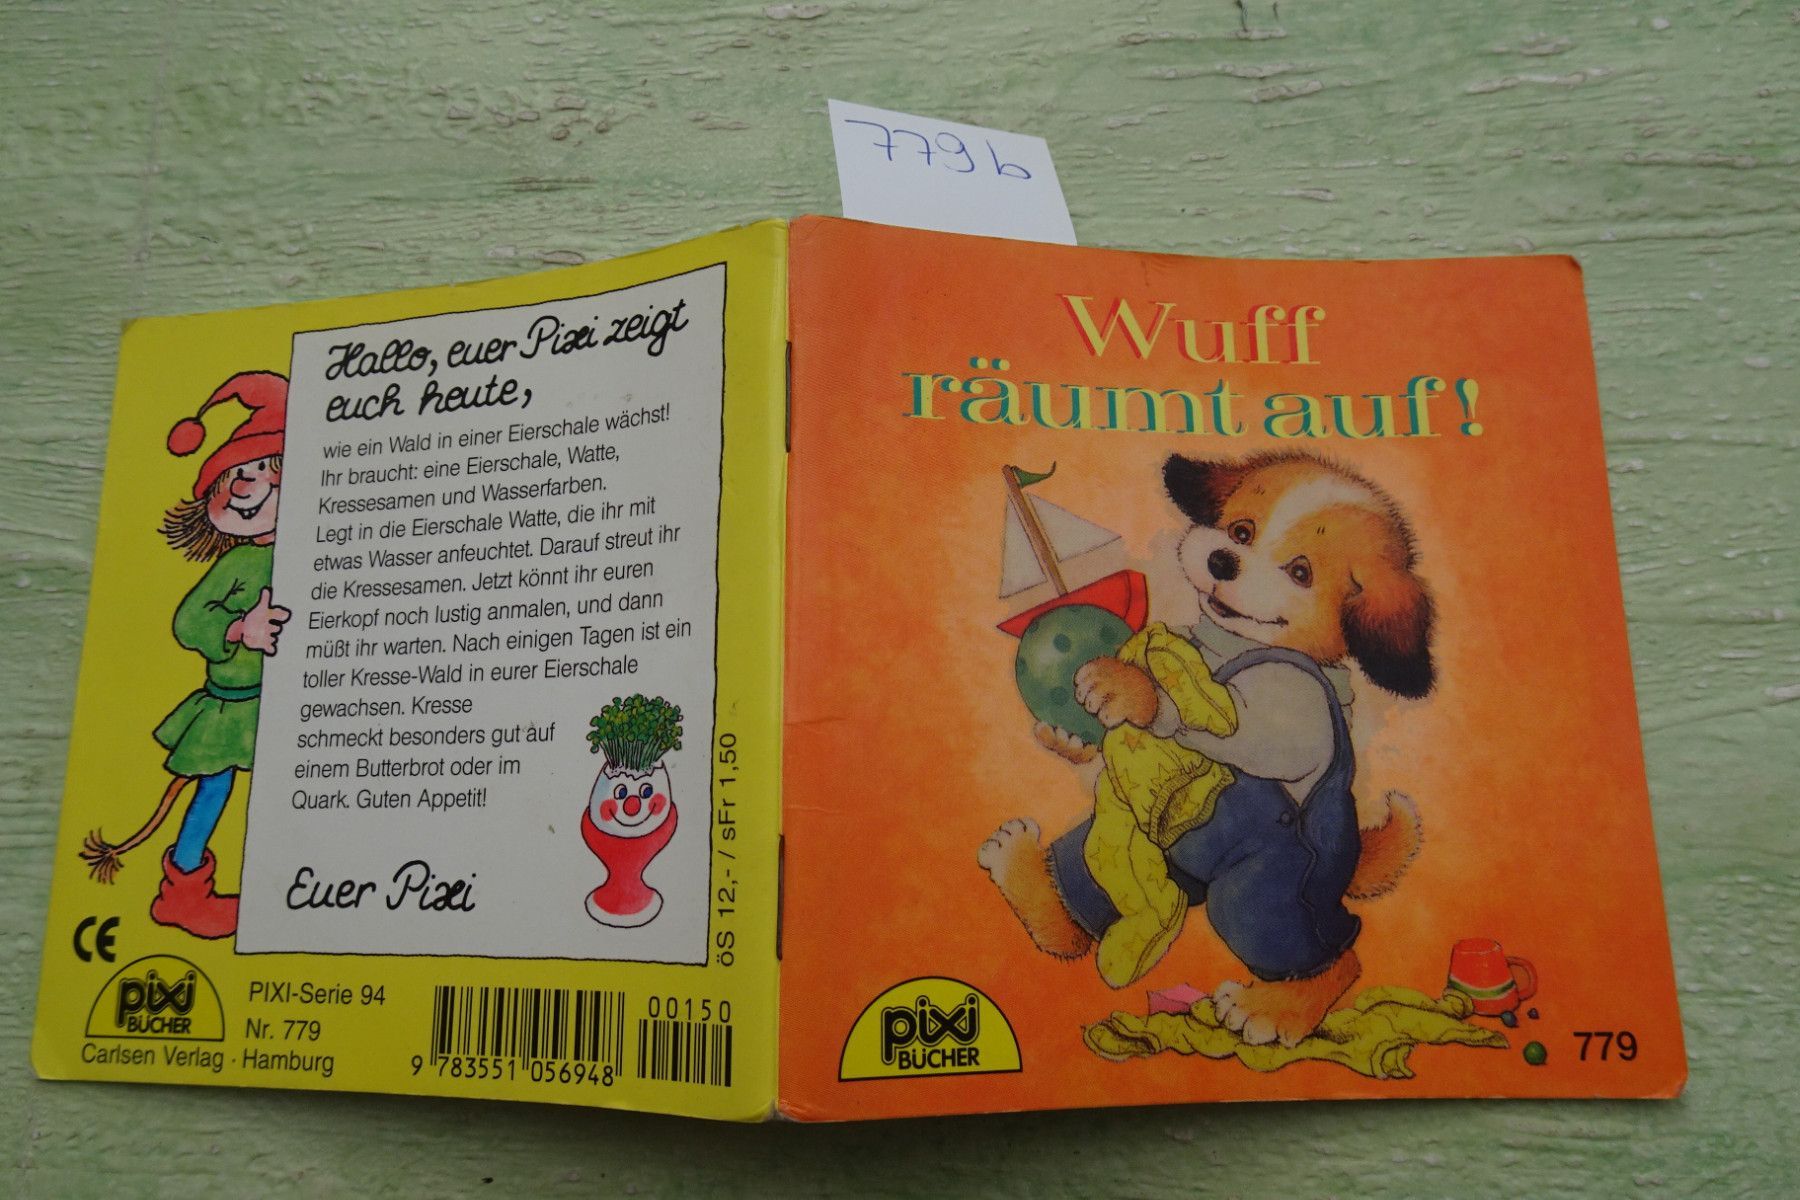 779 b
Hallo, euer Pixi zeigt
euch heute,
wie ein Wald in einer Eierschale wächst!
Ihr braucht: eine Eierschale, Watte,
Kressesamen und Wasserfarben.
Legt in die Eierschale Watte, die ihr mit
etwas Wasser anfeuchtet. Darauf streut ihr
die Kressesamen. Jetzt könnt ihr euren
Eierkopf noch lustig anmalen, und dann
müßt ihr warten. Nach einigen Tagen ist ein
toller Kresse-Wald in eurer Eierschale
gewachsen. Kresse
schmeckt besonders gut auf
einem Butterbrot oder im
Quark. Guten Appetit!
Euer Pixi
öS 12,- / sFr 1,50
CE
pixi
BÜCHER
Carlsen Verlag · Hamburg
PIXI-Serie 94
Nr. 779
00150
9 783551 056948
Wuff
räumt auf!
pixi
BÜCHER
779